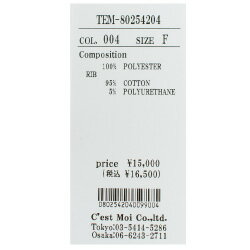 TEM-80254204
COL. 004 SIZE F
Composition
100% POLYESTER
RIB
95% COTTON
5% POLYURETHANE
price ¥15,000
(税込 ¥16,500)
0802542040099004
C'est Moi Co.,ltd.
Tokyo:03-5414-5286
Osaka:06-6243-2711